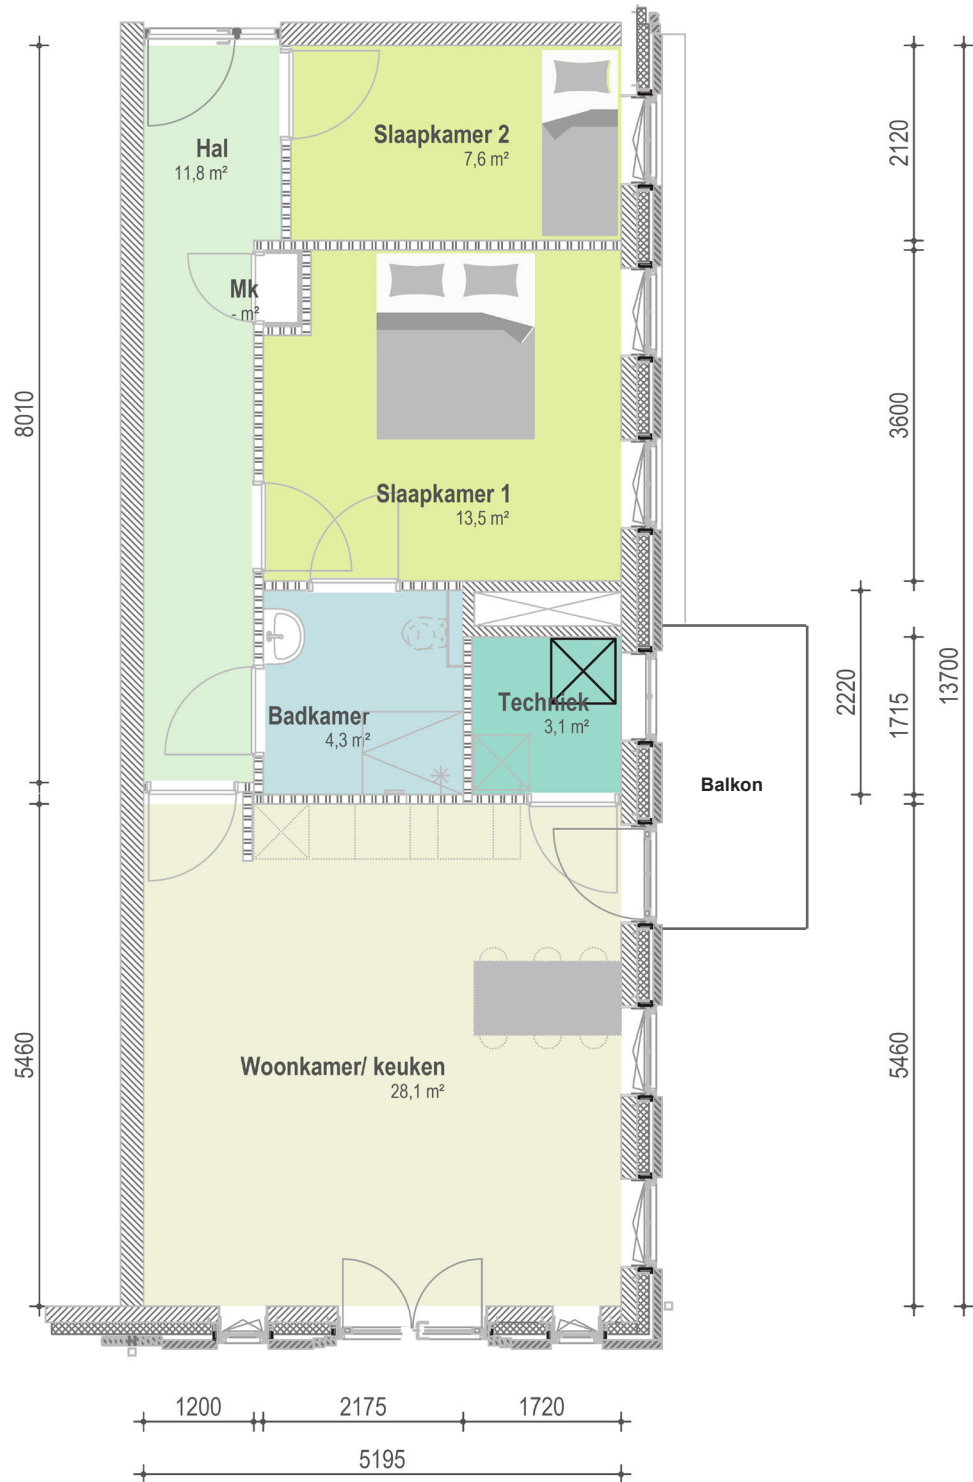 Hal
11,8 m²
Slaapkamer 2
7,6 m²
Mk
- m²
Slaapkamer 1
13,5 m²
Badkamer
4,3 m²
Techniek
3,1 m²
Balkon
Woonkamer/ keuken
28,1 m²
8010
5460
2120
3600
2220
1715
13700
5460
1200
2175
1720
5195